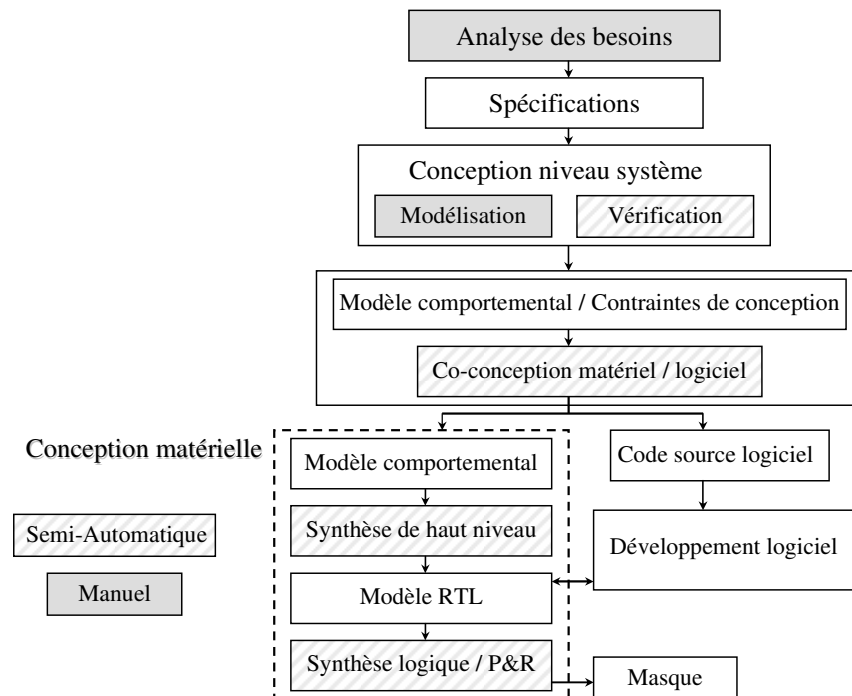 Analyse des besoins
Spécifications
Conception niveau système
Modélisation
Vérification
Modèle comportemental / Contraintes de conception
Co-conception matériel / logiciel
Conception matérielle
Modèle comportemental
Code source logiciel
Synthèse de haut niveau
Semi-Automatique
Développement logiciel
Manuel
Modèle RTL
Synthèse logique / P&R
Masque